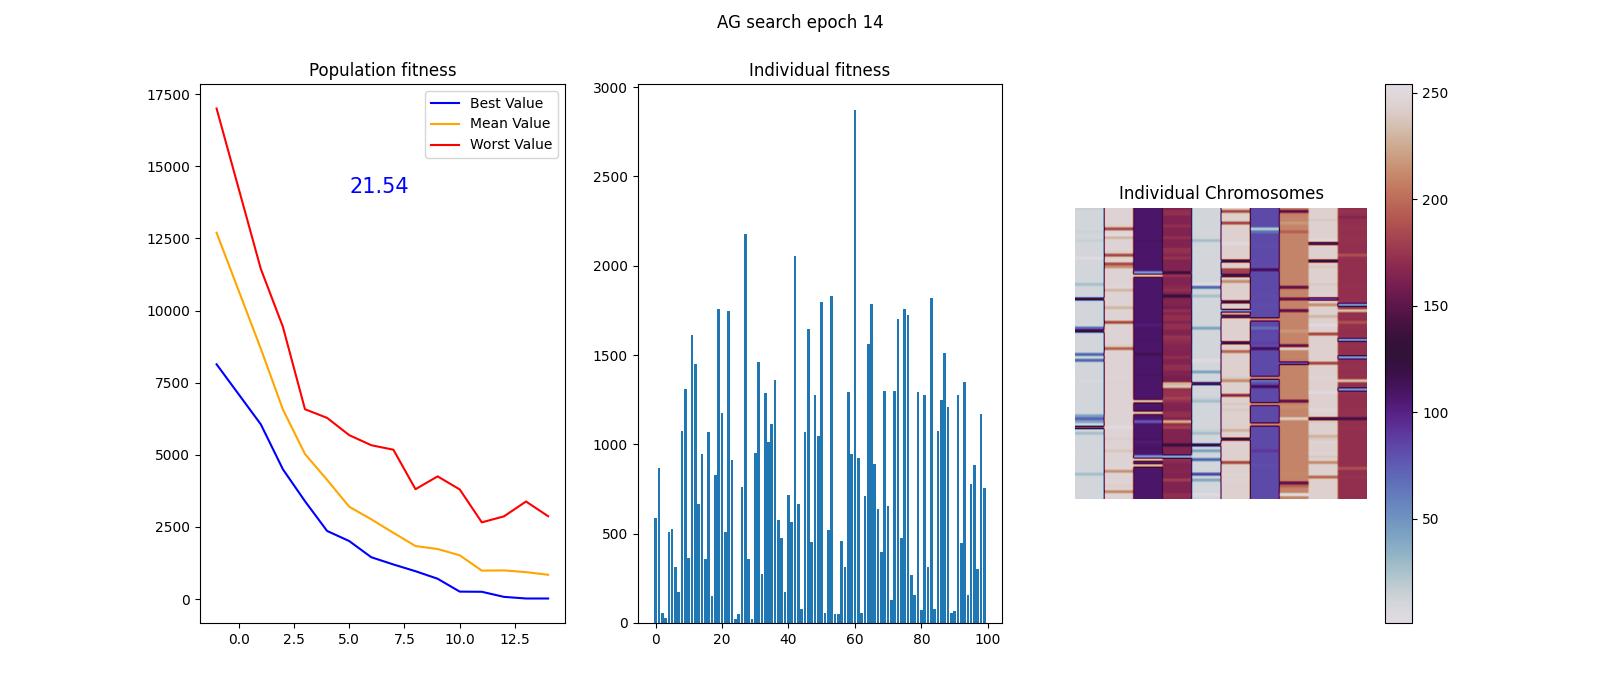 AG search epoch 14
Population fitness
17500
15000
12500
10000
7500
5000
2500
0
0.0 2.5 5.0 7.5 10.0 12.5
Best Value
Mean Value
Worst Value
21.54
Individual fitness
3000
2500
2000
1500
1000
500
0
0 20 40 60 80 100
Individual Chromosomes
250
200
150
100
50